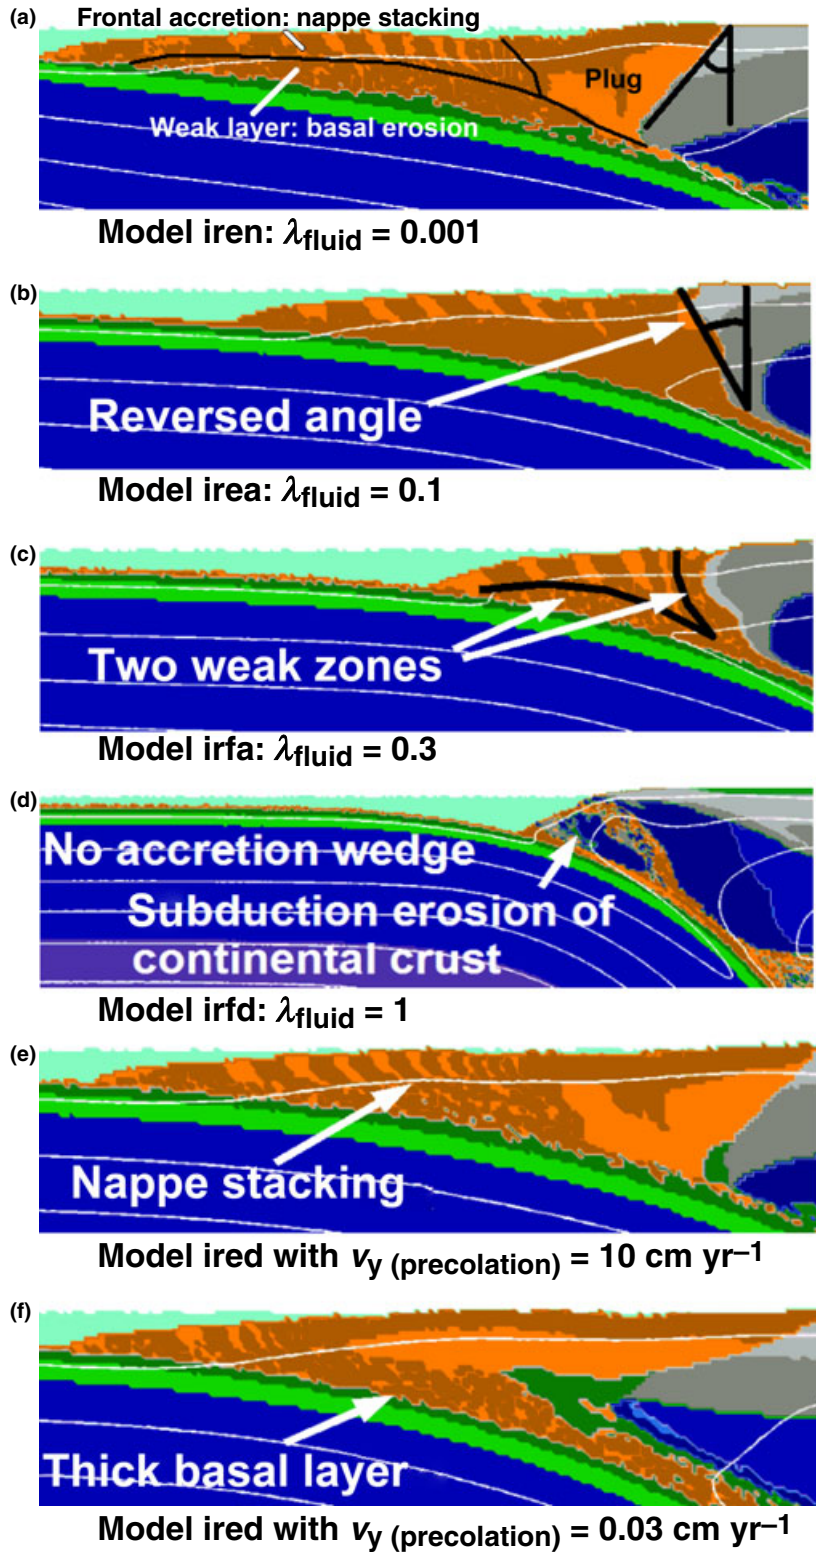 (a)
Frontal accretion: nappe stacking
Plug
Weak layer: basal erosion
Model iren: λfluid = 0.001
(b)
Reversed angle
Model irea: λfluid = 0.1
(c)
Two weak zones
Model irfa: λfluid = 0.3
(d)
No accretion wedge
Subduction erosion of
continental crust
Model irfd: λfluid = 1
(e)
Nappe stacking
Model ired with vy (precolation) = 10 cm yr–1
(f)
Thick basal layer
Model ired with vy (precolation) = 0.03 cm yr–1